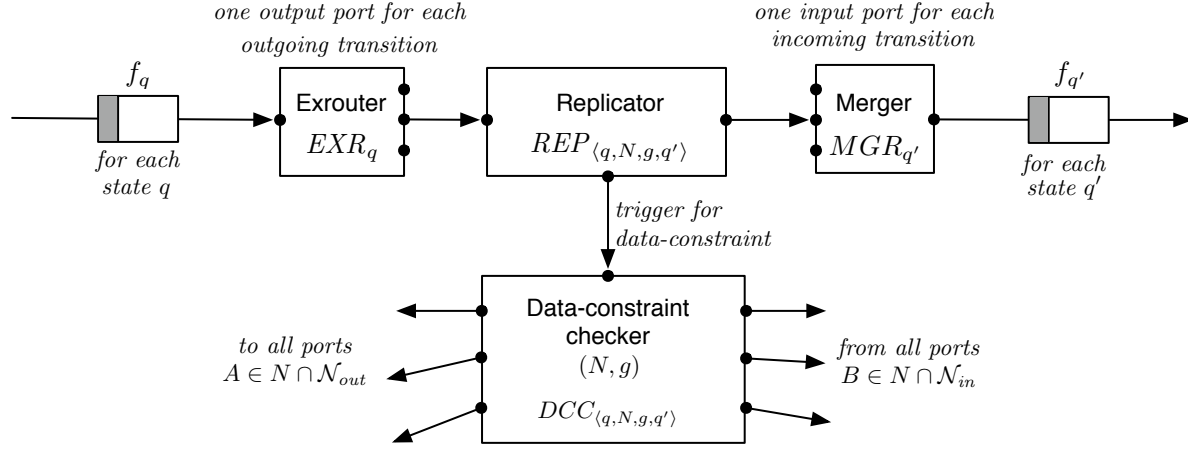 one output port for each
outgoing transition
one input port for each
incoming transition
f_q
Exrouter
EXR_q
Replicator
REP_⟨q,N,g,q′⟩
Merger
MGR_q′
f_q′
for each
state q
for each
state q′
trigger for
data-constraint
Data-constraint
checker
(N, g)
DCC_⟨q,N,g,q′⟩
to all ports
A ∈ N ∩ 𝒩_out
from all ports
B ∈ N ∩ 𝒩_in